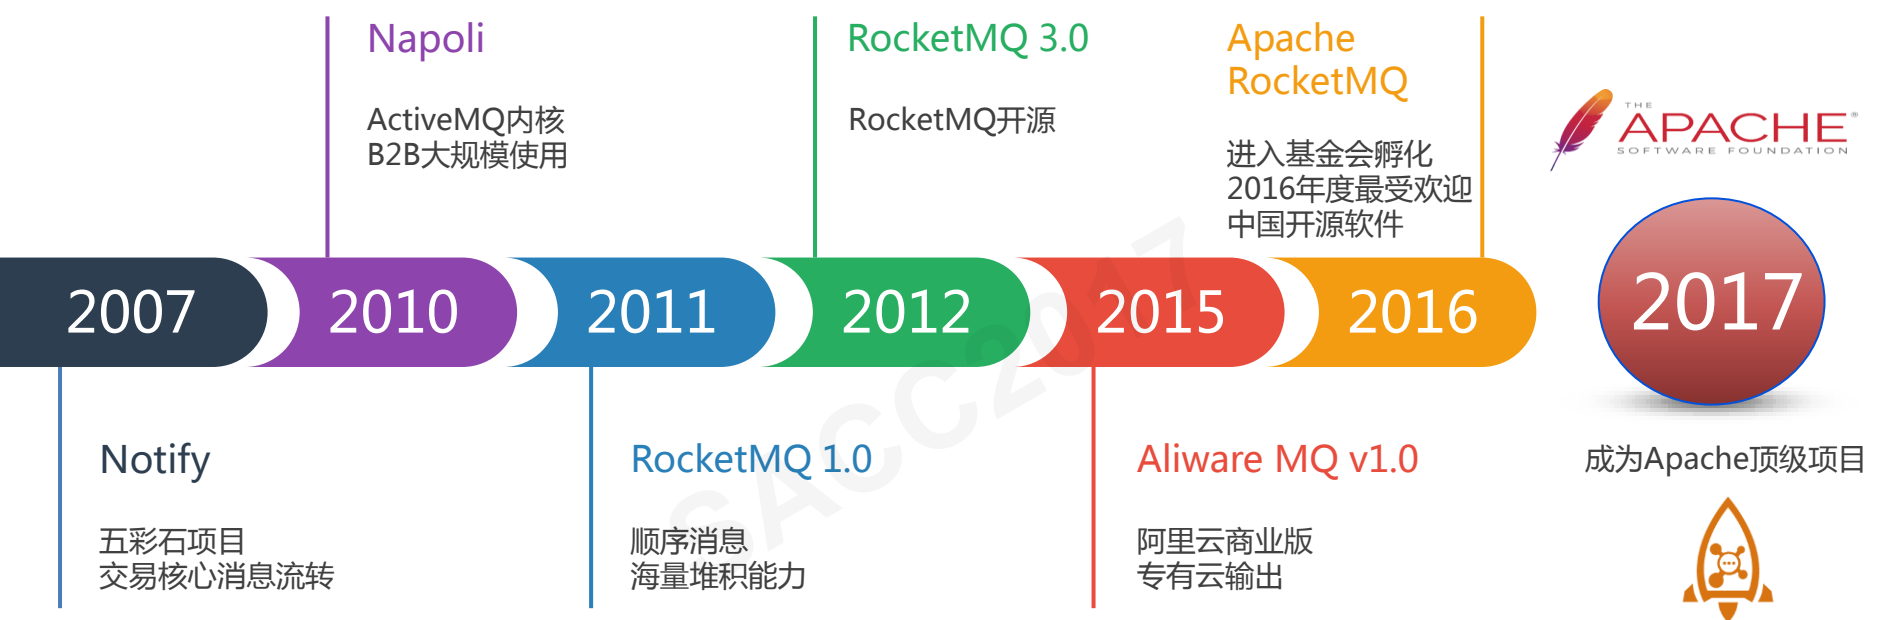 Napoli
ActiveMQ内核
B2B大规模使用
RocketMQ 3.0
RocketMQ开源
Apache
RocketMQ
进入基金会孵化
2016年度最受欢迎
中国开源软件
THE
APACHE®
SOFTWARE FOUNDATION
2007
2010
2011
2012
2015
2016
2017
SACC2017
Notify
五彩石项目
交易核心消息流转
RocketMQ 1.0
顺序消息
海量堆积能力
Aliware MQ v1.0
阿里云商业版
专有云输出
成为Apache顶级项目